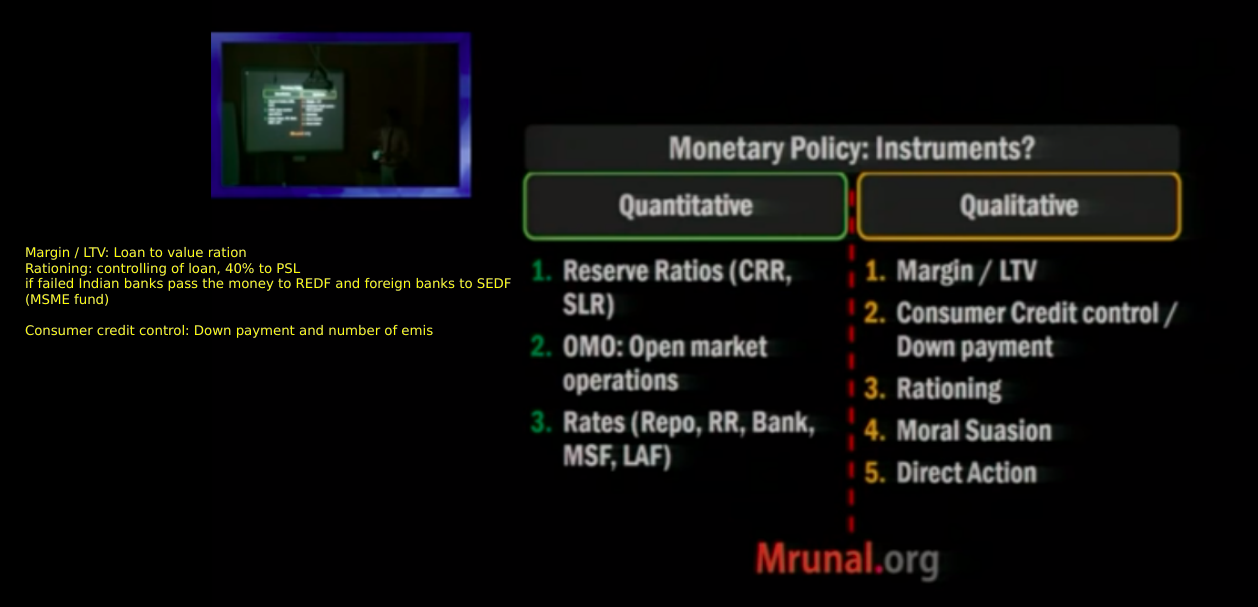 Margin / LTV: Loan to value ration
Rationing: controlling of loan, 40% to PSL
if failed Indian banks pass the money to REDF and foreign banks to SEDF
(MSME fund)
Consumer credit control: Down payment and number of emis
Monetary Policy: Instruments?
Quantitative
1. Reserve Ratios (CRR,
SLR)
2. OMO: Open market
operations
3. Rates (Repo, RR, Bank,
MSF, LAF)
Qualitative
1. Margin / LTV
2. Consumer Credit control /
Down payment
3. Rationing
4. Moral Suasion
5. Direct Action
Mrunal.org